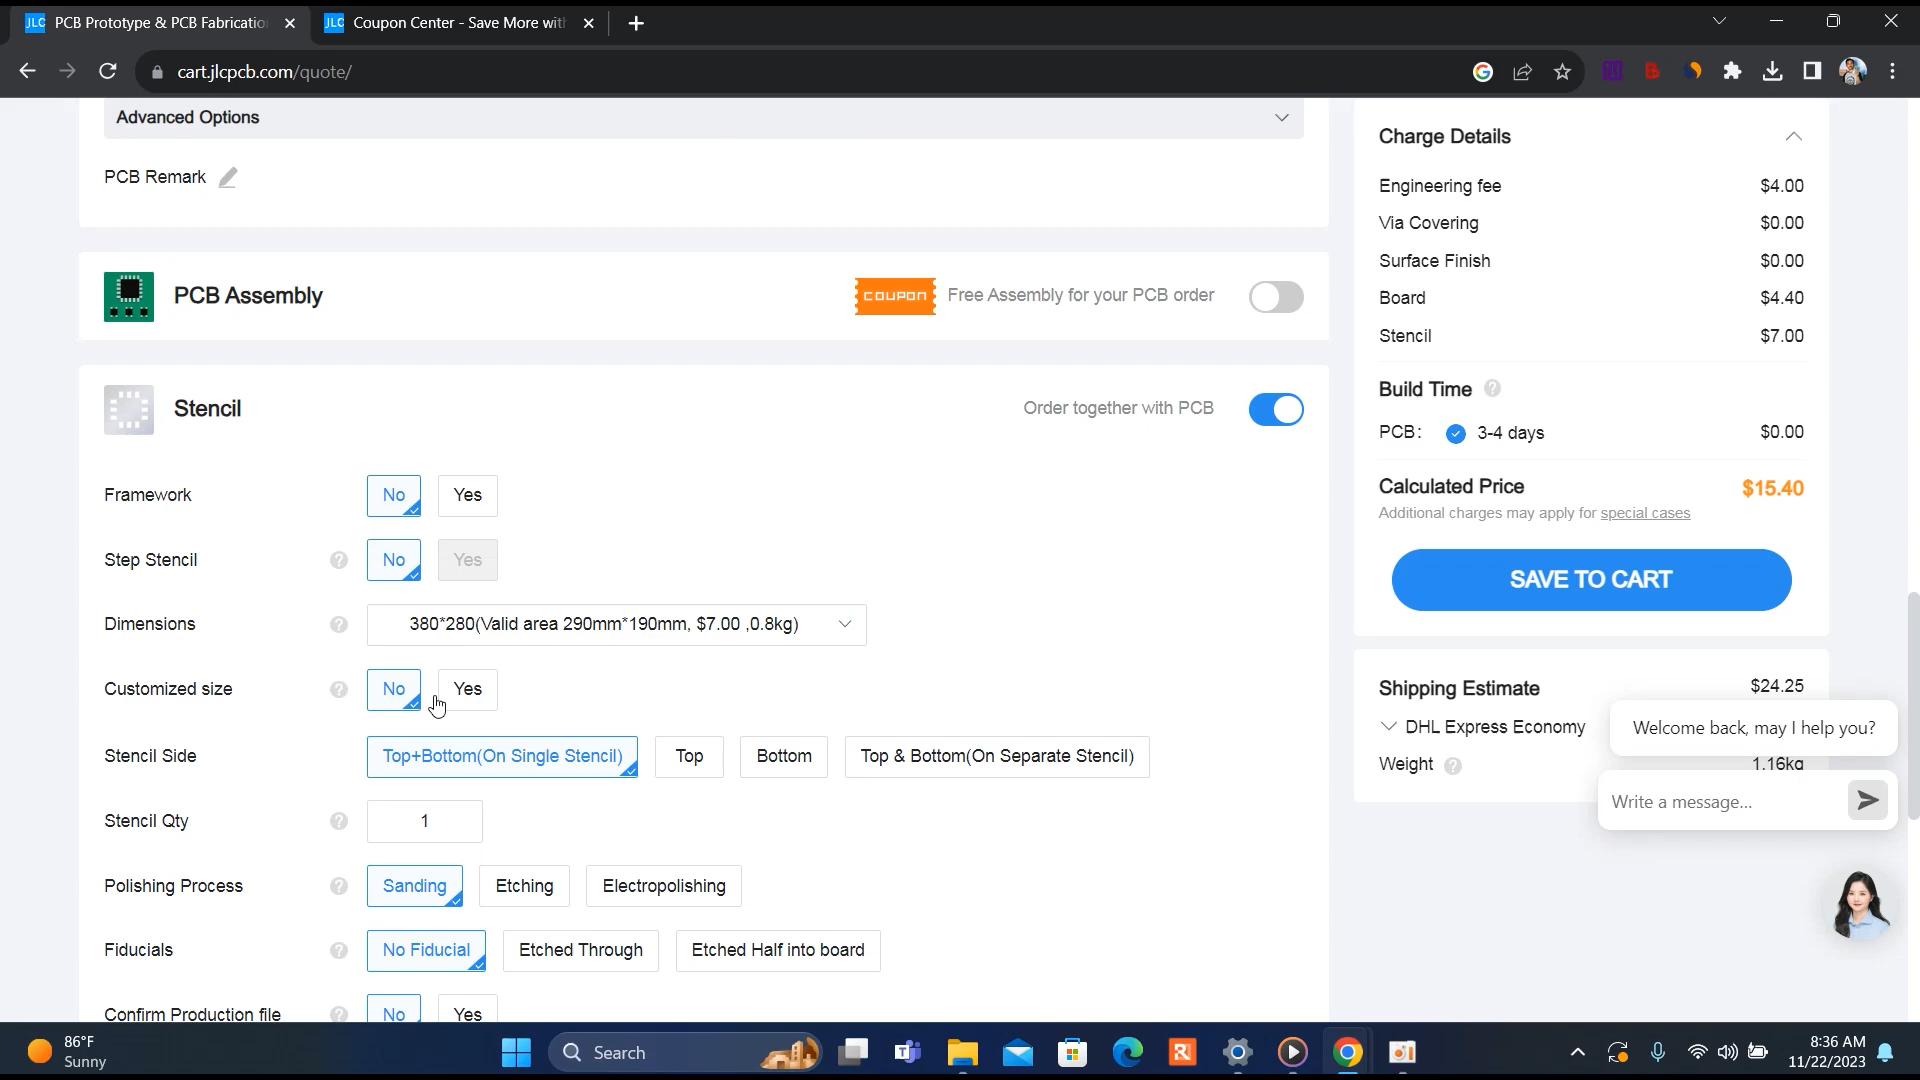 JLC PCB Prototype & PCB Fabricatio
JLC Coupon Center - Save More with
cart.jlcpcb.com/quote/
Advanced Options
PCB Remark
PCB Assembly
COUPON Free Assembly for your PCB order
Stencil
Order together with PCB
Framework No Yes
Step Stencil ? No Yes
Dimensions ? 380*280(Valid area 290mm*190mm, $7.00 ,0.8kg)
Customized size ? No Yes
Stencil Side Top+Bottom(On Single Stencil) Top Bottom Top & Bottom(On Separate Stencil)
Stencil Qty ? 1
Polishing Process ? Sanding Etching Electropolishing
Fiducials ? No Fiducial Etched Through Etched Half into board
Confirm Production file ? No Yes
Charge Details
Engineering fee $4.00
Via Covering $0.00
Surface Finish $0.00
Board $4.40
Stencil $7.00
Build Time ?
PCB: 3-4 days $0.00
Calculated Price $15.40
Additional charges may apply for special cases
SAVE TO CART
Shipping Estimate $24.25
DHL Express Economy
Weight ? 1.16kg
Welcome back, may I help you?
Write a message...
86°F
Sunny
Search
8:36 AM
11/22/2023